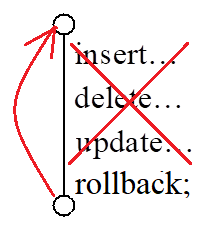 insert…
delete…
update…
rollback;